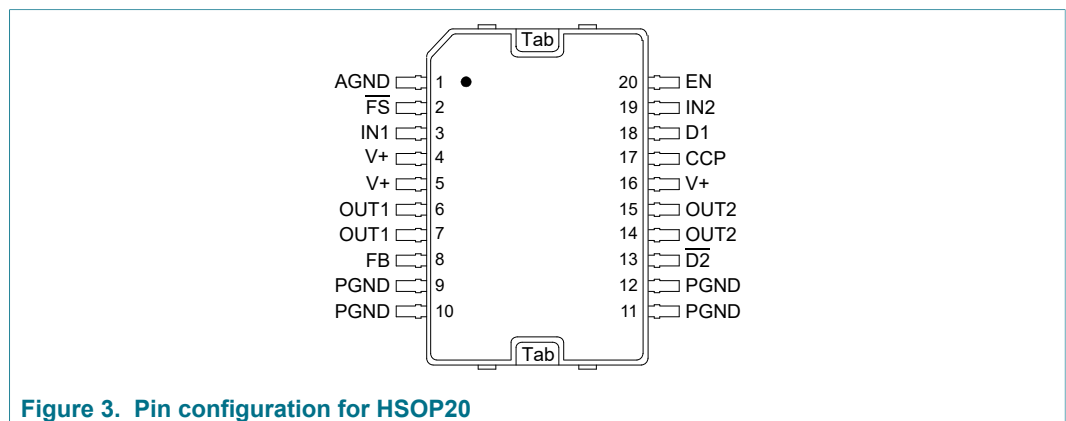 Tab
AGND 1 20 EN
F̅S̅ 2 19 IN2
IN1 3 18 D1
V+ 4 17 CCP
V+ 5 16 V+
OUT1 6 15 OUT2
OUT1 7 14 OUT2
FB 8 13 D̅2̅
PGND 9 12 PGND
PGND 10 11 PGND
Tab
Figure 3. Pin configuration for HSOP20